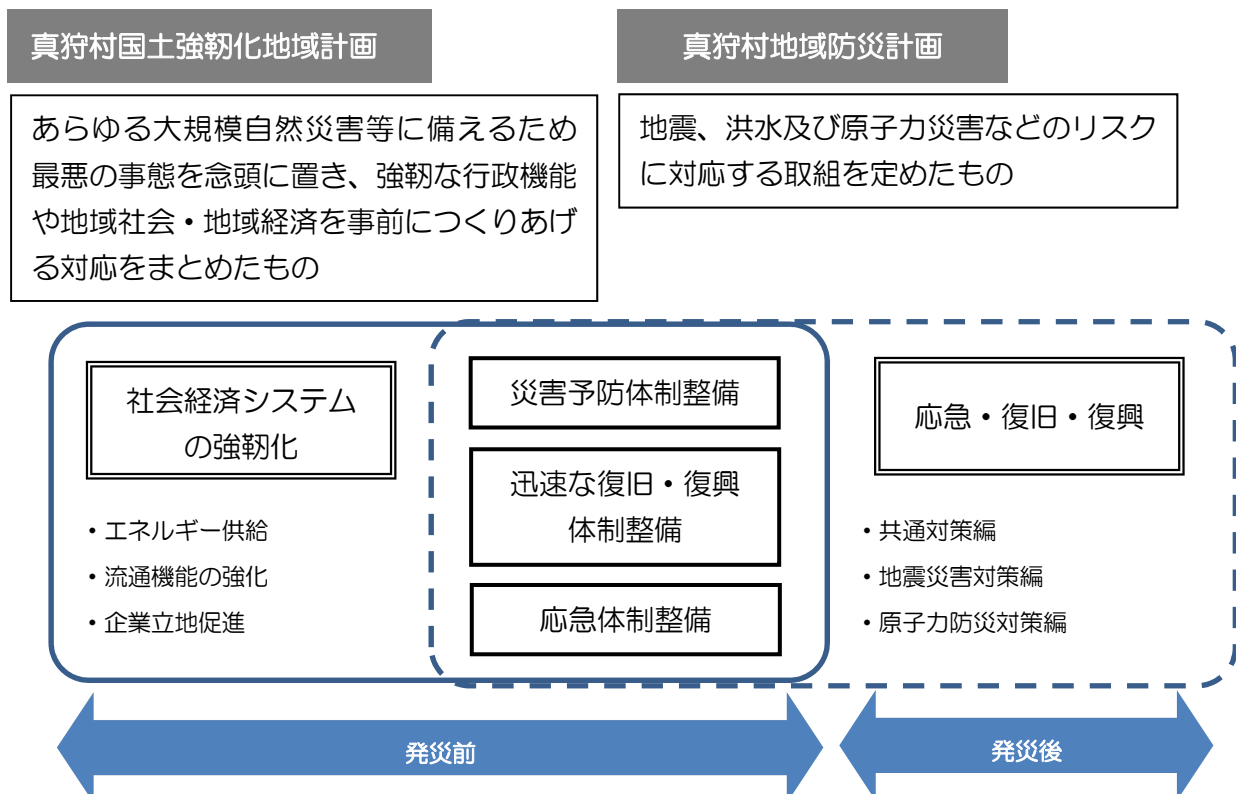 真狩村国土強靭化地域計画
真狩村地域防災計画
あらゆる大規模自然災害等に備えるため
最悪の事態を念頭に置き、強靭な行政機能
や地域社会・地域経済を事前につくりあげ
る対応をまとめたもの
地震、洪水及び原子力災害などのリスク
に対応する取組を定めたもの
社会経済システム
の強靭化
・エネルギー供給
・流通機能の強化
・企業立地促進
災害予防体制整備
迅速な復旧・復興
体制整備
応急体制整備
応急・復旧・復興
・共通対策編
・地震災害対策編
・原子力防災対策編
発災前
発災後